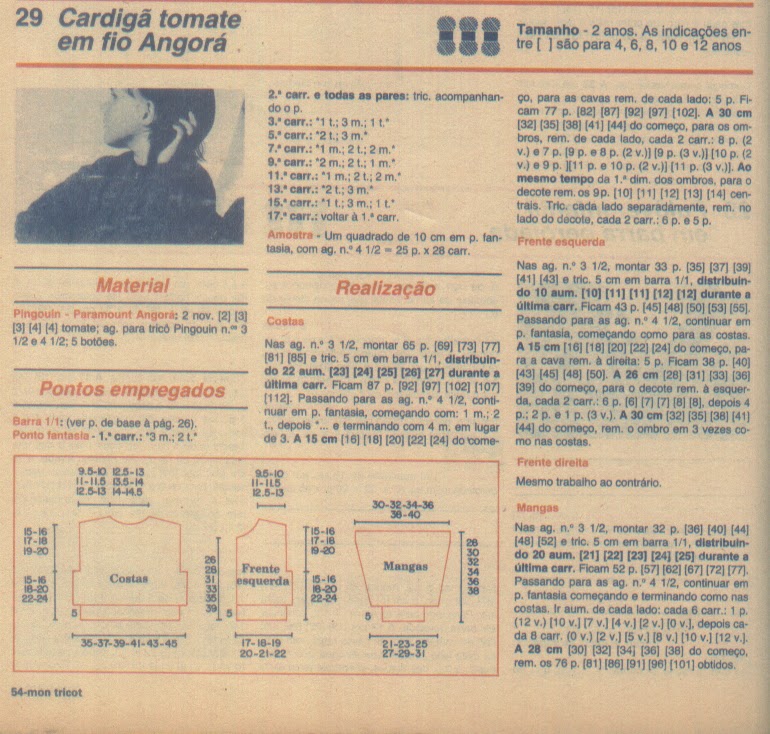 29 Cardigã tomate
em fio Angorá
Tamanho - 2 anos. As indicações en-
tre [ ] são para 4, 6, 8, 10 e 12 anos
Material
Pingouin - Paramount Angorá: 2 nov. [2] [3]
[3] [4] [4] tomate; ag. para tricô Pingouin n.ºs 3
1/2 e 4 1/2; 5 botões.
Pontos empregados
Barra 1/1: (ver p. de base à pág. 26).
Ponto fantasia - 1.ª carr.: *3 m.; 2 t.*
2.ª carr. e todas as pares: tric. acompanhan-
do o p.
3.ª carr.: *1 t.; 3 m.; 1 t.*
5.ª carr.: *2 t.; 3 m.*
7.ª carr.: *1 m.; 2 t.; 2 m.*
9.ª carr.: *2 m.; 2 t.; 1 m.*
11.ª carr.: *1 m.; 2 t.; 2 m.*
13.ª carr.: *2 t.; 3 m.*
15.ª carr.: *1 t.; 3 m.; 1 t.*
17.ª carr.: voltar à 1.ª carr.
Amostra - Um quadrado de 10 cm em p. fan-
tasia, com ag. n.º 4 1/2 = 25 p. x 28 carr.
Realização
Costas
Nas ag. n.º 3 1/2, montar 65 p. [69] [73] [77]
[81] [85] e tric. 5 cm em barra 1/1, distribuin-
do 22 aum. [23] [24] [25] [26] [27] durante a
última carr. Ficam 87 p. [92] [97] [102] [107]
[112]. Passando para as ag. n.º 4 1/2, conti-
nuar em p. fantasia, começando com: 1 m.; 2
t., depois *... e terminando com 4 m. em lugar
de 3. A 15 cm [16] [18] [20] [22] [24] do come-
ço, para as cavas rem. de cada lado: 5 p. Fi-
cam 77 p. [82] [87] [92] [97] [102]. A 30 cm
[32] [35] [38] [41] [44] do começo, para os om-
bros, rem. de cada lado, cada 2 carr.: 8 p. (2
v.) e 7 p. [9 p. e 8 p. (2 v.)] [9 p. (3 v.)] [10 p. (2
v.) e 9 p. ][11 p. e 10 p. (2 v.)] [11 p. (3 v.)]. Ao
mesmo tempo da 1.ª dim. dos ombros, para o
decote rem. os 9 p. [10] [11] [12] [13] [14] cen-
trais. Tric. cada lado separadamente, rem. no
lado do decote, cada 2 carr.: 6 p. e 5 p.
Frente esquerda
Nas ag. n.º 3 1/2, montar 33 p. [35] [37] [39]
[41] [43] e tric. 5 cm em barra 1/1, distribuin-
do 10 aum. [10] [11] [11] [12] [12] durante a
última carr. Ficam 43 p. [45] [48] [50] [53] [55].
Passando para as ag. n.º 4 1/2, continuar em
p. fantasia, começando como para as costas.
A 15 cm [16] [18] [20] [22] [24] do começo, pa-
ra a cava rem. à direita: 5 p. Ficam 38 p. [40]
[43] [45] [48] [50]. A 26 cm [28] [31] [33] [36]
[39] do começo, para o decote rem. à esquer-
da, cada 2 carr.: 6 p. [6] [7] [7] [8] [8], depois 4
p.; 2 p. e 1 p. (3 v.). A 30 cm [32] [35] [38] [41]
[44] do começo, rem. o ombro em 3 vezes co-
mo nas costas.
Frente direita
Mesmo trabalho ao contrário.
Mangas
Nas ag. n.º 3 1/2, montar 32 p. [36] [40] [44]
[48] [52] e tric. 5 cm em barra 1/1, distribuin-
do 20 aum. [21] [22] [23] [24] [25] durante a
última carr. Ficam 52 p. [57] [62] [67] [72] [77].
Passando para as ag. n.º 4 1/2, continuar em
p. fantasia começando e terminando como nas
costas. Ir aum. de cada lado: cada 6 carr.: 1 p.
(12 v.) [10 v.] [7 v.] [4 v.] [2 v.] [0 v.], depois ca-
da 8 carr. (0 v.) [2 v.] [5 v.] [8 v.] [10 v.] [12 v.].
A 28 cm [30] [32] [34] [36] [38] do começo,
rem. os 76 p. [81] [86] [91] [96] [101] obtidos.
9.5-10 12.5-13
11-11.5 13.5-14
12.5-13 14-14.5
15-16
17-18
19-20
15-16
18-20
22-24
5
Costas
35-37-39-41-43-45
9.5-10
11-11.5
12.5-13
26
28
31
33
35
39
5
Frente
esquerda
15-16
17-18
19-20
15-16
18-20
22-24
17-18-19
20-21-22
30-32-34-36
38-40
Mangas
28
30
32
34
36
38
5
21-23-25
27-29-31
54-mon tricot